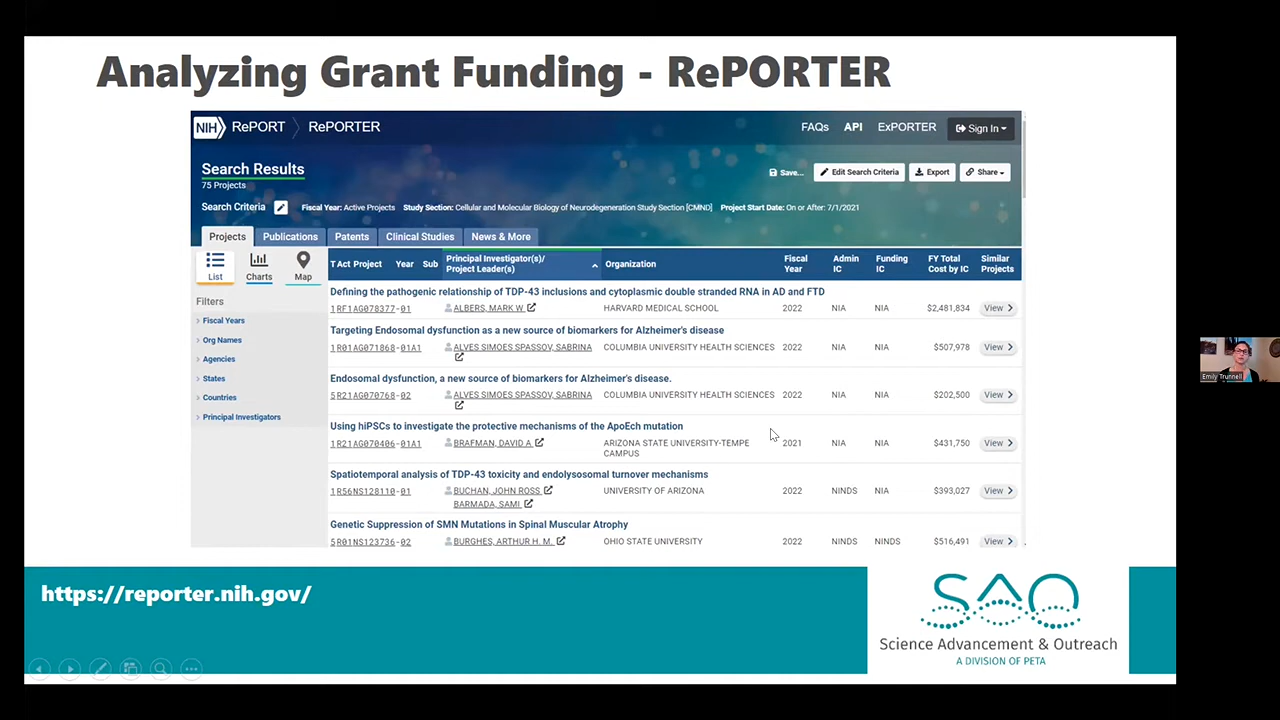 Analyzing Grant Funding - RePORTER
NIH RePORT RePORTER
FAQs API ExPORTER Sign In
Search Results
75 Projects
Save... Edit Search Criteria Export Share
Search Criteria Fiscal Year: Active Projects Study Section: Cellular and Molecular Biology of Neurodegeneration Study Section [CMND] Project Start Date: On or After: 7/1/2021
Projects Publications Patents Clinical Studies News & More
List Charts Map
Filters
Fiscal Years
Org Names
Agencies
States
Countries
Principal Investigators
T Act Project Year Sub Principal Investigator(s)/ Project Leader(s) Organization Fiscal Year Admin IC Funding IC FY Total Cost by IC Similar Projects
Defining the pathogenic relationship of TDP-43 inclusions and cytoplasmic double stranded RNA in AD and FTD
1RF1AG078377-01 ALBERS, MARK W. HARVARD MEDICAL SCHOOL 2022 NIA NIA $2,481,834 View
Targeting Endosomal dysfunction as a new source of biomarkers for Alzheimer's disease
1R01AG071868-01A1 ALVES SIMOES SPASSOV, SABRINA COLUMBIA UNIVERSITY HEALTH SCIENCES 2022 NIA NIA $507,978 View
Endosomal dysfunction, a new source of biomarkers for Alzheimer's disease.
5R21AG070768-02 ALVES SIMOES SPASSOV, SABRINA COLUMBIA UNIVERSITY HEALTH SCIENCES 2022 NIA NIA $202,500 View
Using hiPSCs to investigate the protective mechanisms of the ApoEch mutation
1R21AG070406-01A1 BRAFMAN, DAVID A ARIZONA STATE UNIVERSITY-TEMPE CAMPUS 2021 NIA NIA $431,750 View
Spatiotemporal analysis of TDP-43 toxicity and endolysosomal turnover mechanisms
1R56NS128110-01 BUCHAN, JOHN ROSS UNIVERSITY OF ARIZONA 2022 NINDS NIA $393,027 View
BARMADA, SAMI
Genetic Suppression of SMN Mutations in Spinal Muscular Atrophy
5R01NS123736-02 BURGHES, ARTHUR H. M. OHIO STATE UNIVERSITY 2022 NINDS NINDS $516,491 View
https://reporter.nih.gov/
SAO
Science Advancement & Outreach
A DIVISION OF PETA
Emily Trunnell